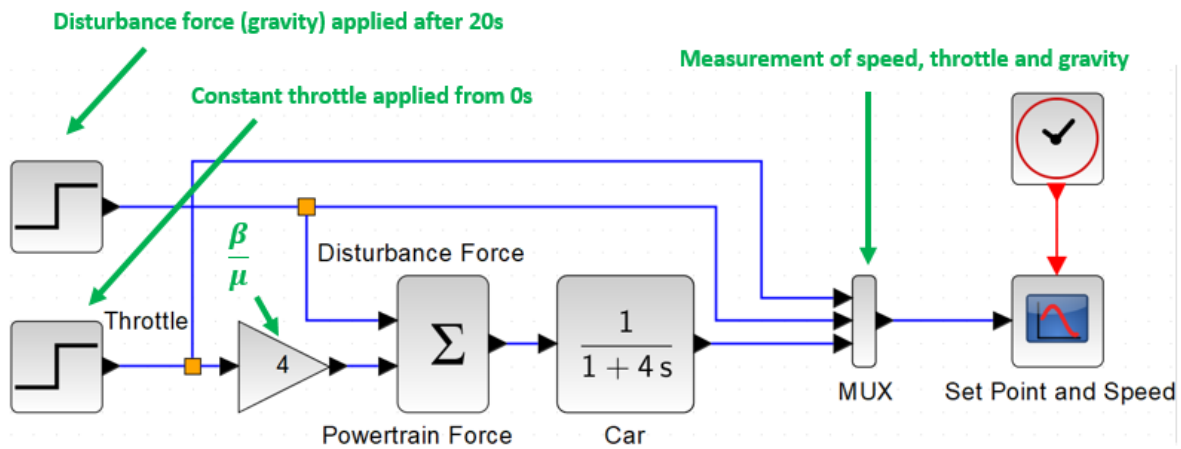 Disturbance force (gravity) applied after 20s
Measurement of speed, throttle and gravity
Constant throttle applied from 0s
β
μ
Disturbance Force
Throttle
4
Σ
1
1 + 4 s
MUX
Set Point and Speed
Powertrain Force
Car